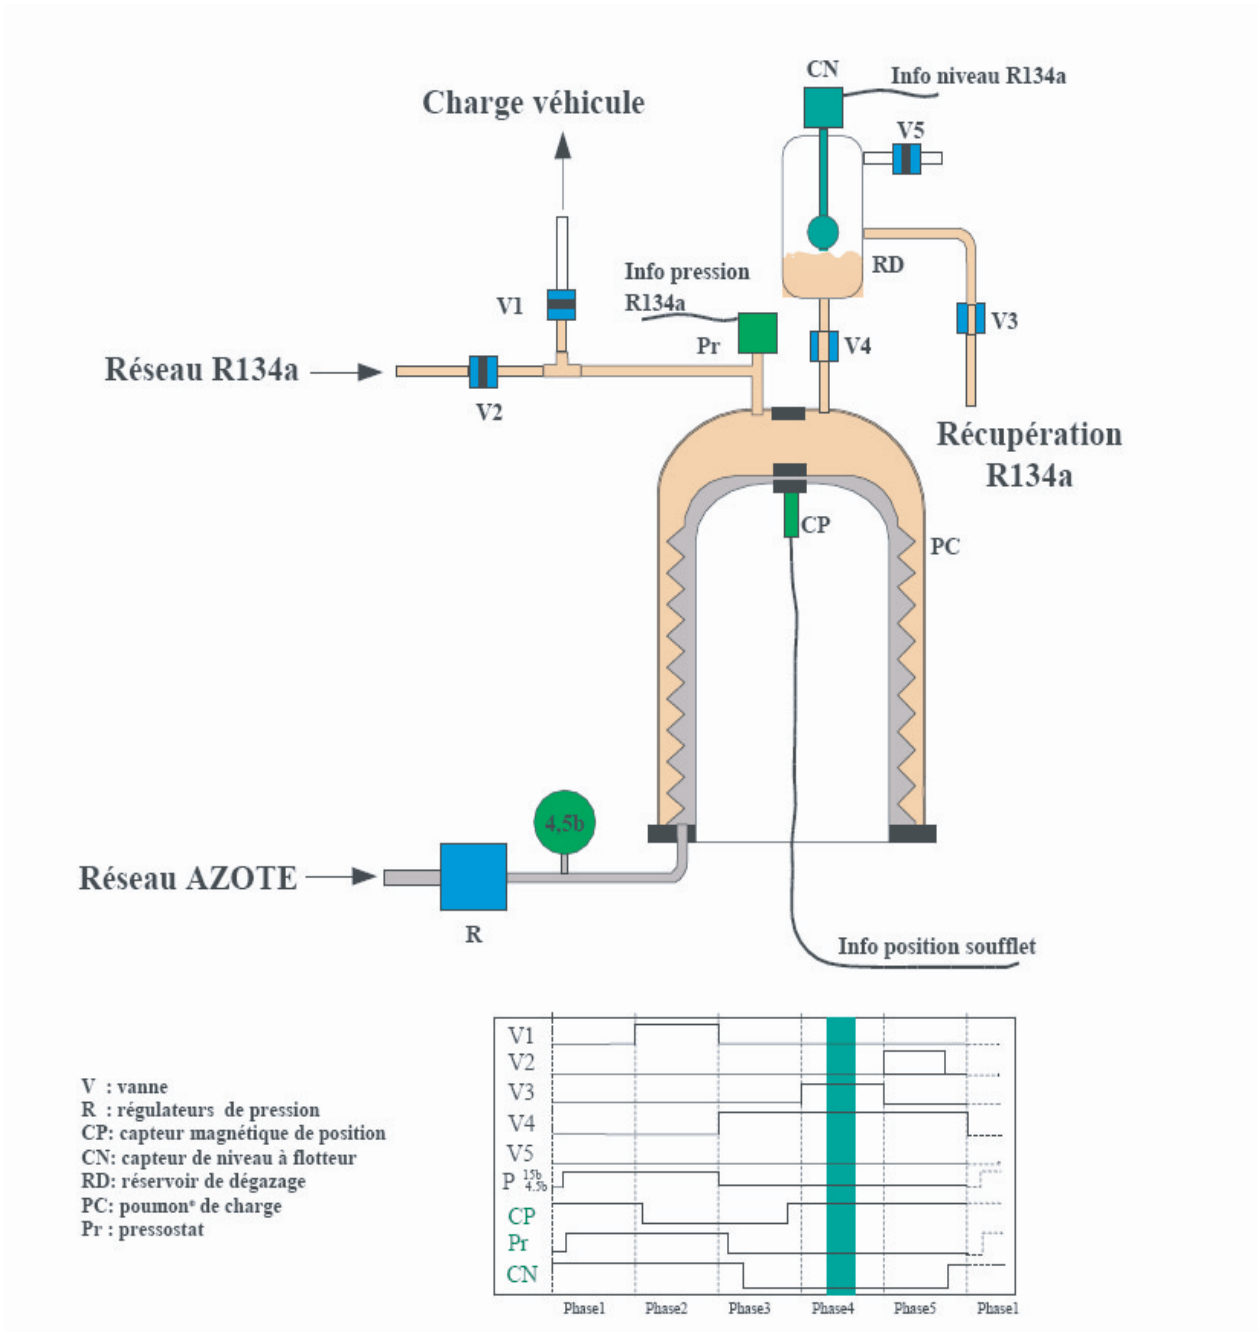 CN
Info niveau R134a
Charge véhicule
V5
Info pression
R134a
RD
V1
Pr
V4
V3
Réseau R134a
V2
Récupération
R134a
CP
PC
4,5b
Réseau AZOTE
R
Info position soufflet
V : vanne
R : régulateurs de pression
CP: capteur magnétique de position
CN: capteur de niveau à flotteur
RD: réservoir de dégazage
PC: poumon* de charge
Pr : pressostat
V1
V2
V3
V4
V5
P 15b
4.5b
CP
Pr
CN
Phase1 Phase2 Phase3 Phase4 Phase5 Phase1